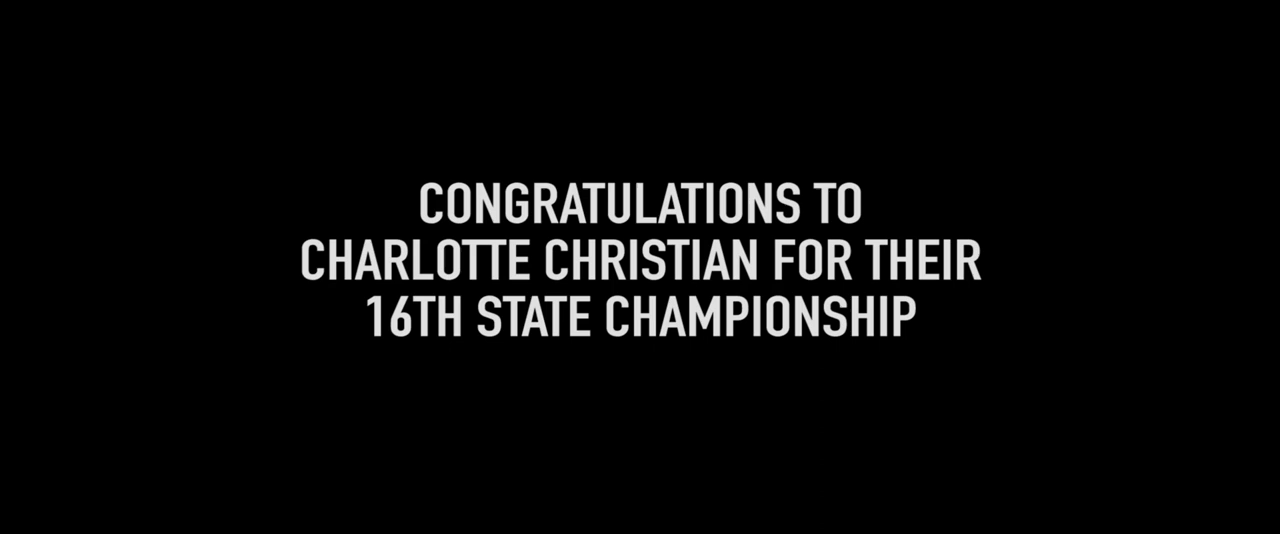 CONGRATULATIONS TO
CHARLOTTE CHRISTIAN FOR THEIR
16TH STATE CHAMPIONSHIP